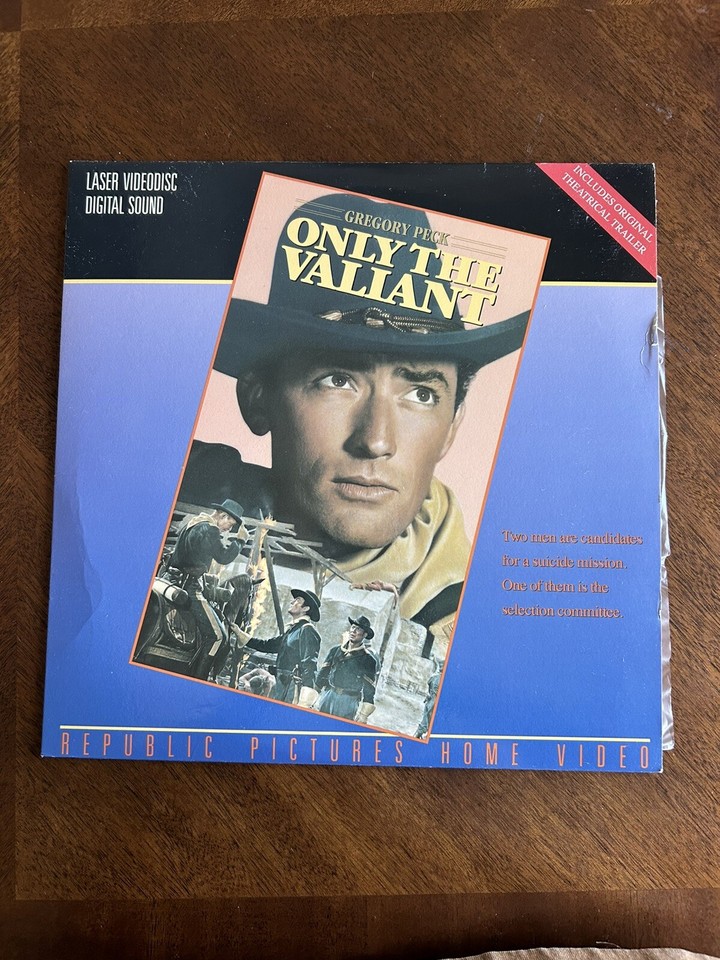 LASER VIDEODISC
DIGITAL SOUND
INCLUDES ORIGINAL
THEATRICAL TRAILER
GREGORY PECK
ONLY THE
VALIANT
Two men are candidates
for a suicide mission.
One of them is the
selection committee.
REPUBLIC PICTURES HOME VIDEO